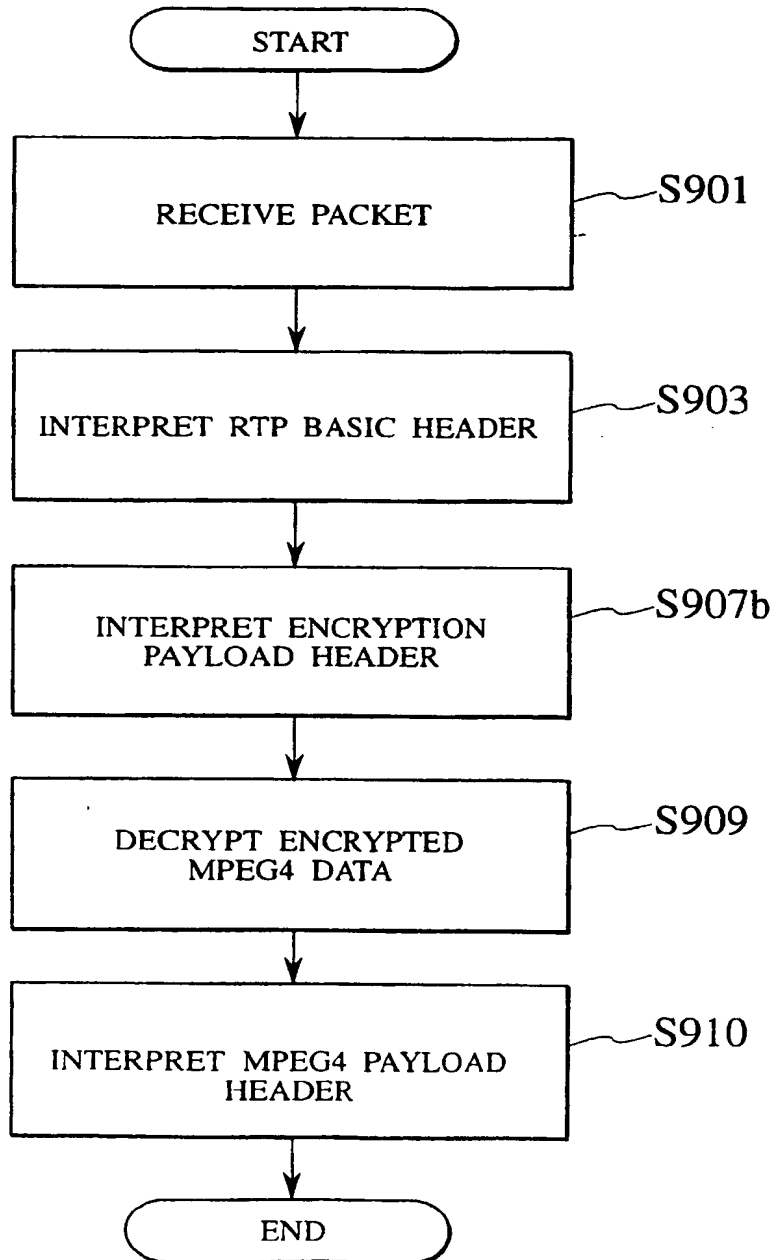 START
RECEIVE PACKET
S901
INTERPRET RTP BASIC HEADER
S903
INTERPRET ENCRYPTION
PAYLOAD HEADER
S907b
DECRYPT ENCRYPTED
MPEG4 DATA
S909
INTERPRET MPEG4 PAYLOAD
HEADER
S910
END